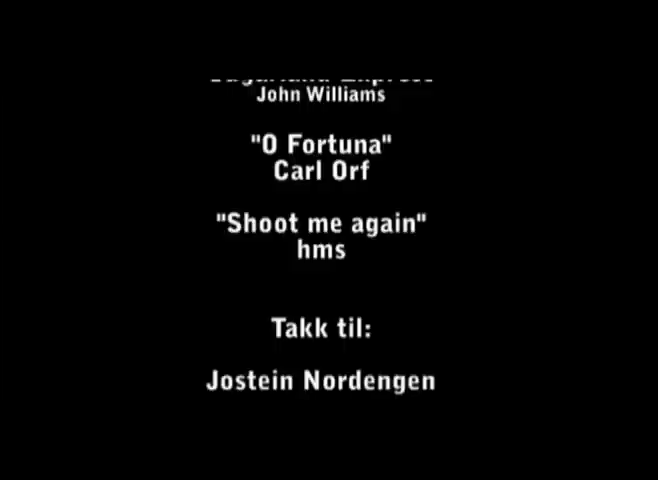 John Williams
"O Fortuna"
Carl Orf
"Shoot me again"
hms
Takk til:
Jostein Nordengen